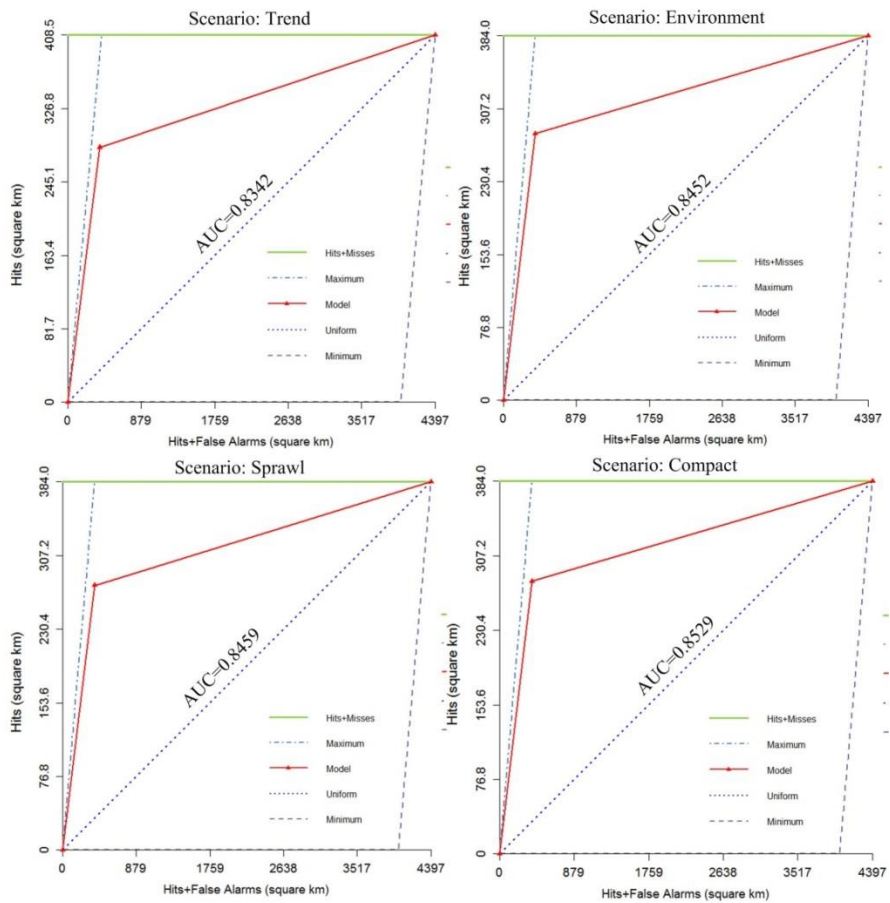 Scenario: Trend
Hits (square km)
408.5
326.8
245.1
163.4
81.7
0
AUC=0.8342
Hits+Misses
Maximum
Model
Uniform
Minimum
0 879 1759 2638 3517 4397
Hits+False Alarms (square km)
Scenario: Environment
Hits (square km)
384.0
307.2
230.4
153.6
76.8
0
AUC=0.8452
Hits+Misses
Maximum
Model
Uniform
Minimum
0 879 1759 2638 3517 4397
Hits+False Alarms (square km)
Scenario: Sprawl
Hits (square km)
384.0
307.2
230.4
153.6
76.8
0
AUC=0.8459
Hits+Misses
Maximum
Model
Uniform
Minimum
0 879 1759 2638 3517 4397
Hits+False Alarms (square km)
Scenario: Compact
Hits (square km)
384.0
307.2
230.4
153.6
76.8
0
AUC=0.8529
Hits+Misses
Maximum
Model
Uniform
Minimum
0 879 1759 2638 3517 4397
Hits+False Alarms (square km)